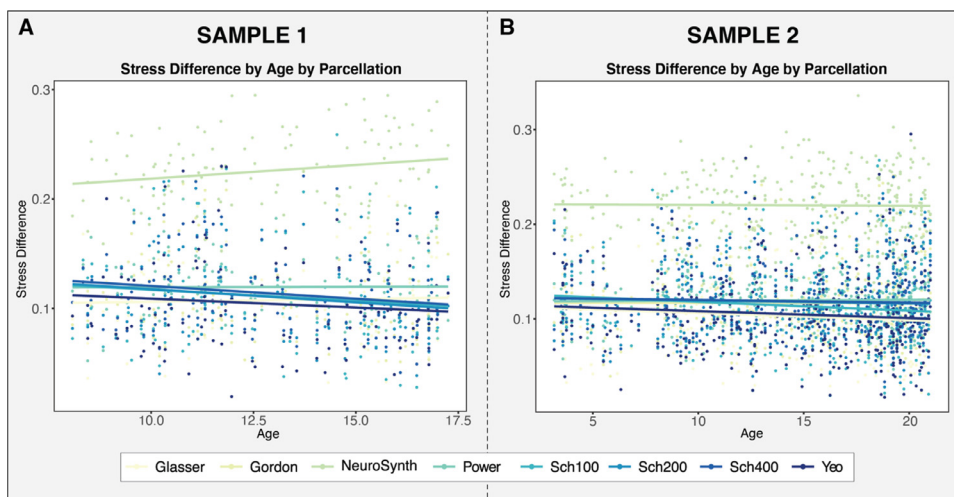 A
SAMPLE 1
Stress Difference by Age by Parcellation
0.3
0.2
0.1
Stress Difference
10.0
12.5
15.0
17.5
Age
B
SAMPLE 2
Stress Difference by Age by Parcellation
0.3
0.2
0.1
Stress Difference
5
10
15
20
Age
Glasser
Gordon
NeuroSynth
Power
Sch100
Sch200
Sch400
Yeo